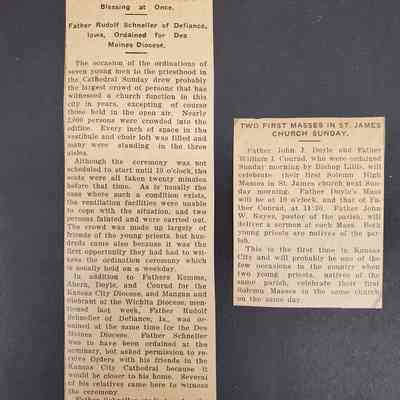 Blessing at Once.
Father Rudolf Schneller of Defiance,
Iowa, Ordained for Des
Moines Diocese.
The occasion of the ordinations of
seven young men to the priesthood in
the Cathedral Sunday drew probably
the largest crowd of persons that has
witnessed a church function in this
city in years, excepting of course
those held in the open air. Nearly
2,000 persons were crowded into the
edifice. Every inch of space in the
vestibule and choir loft was filled and
many were standing in the three
aisles.
Although the ceremony was not
scheduled to start until 10 o'clock, the
seats were all taken twenty minutes
before that time. As is usually the
case where such a condition exists,
the ventilation facilities were unable
to cope with the situation, and two
persons fainted and were carried out.
The crowd was made up largely of
friends of the young priests, but hun-
dreds came also because it was the
first opportunity they had had to wit-
ness the ordination ceremony which
is usually held on a weekday.
In addition to Fathers Komma,
Ahern, Doyle, and Conrad for the
Kansas City Diocese, and Mangan and
of the Wichita Diocese, men-
tioned last week, Father Rudolf
Schneller of Defiance, Ia., was or-
dained at the same time for the Des
Moines Diocese. Father Schneller
was to have been ordained at the
seminary, but asked permission to re-
ceive Orders with his friends in the
Kansas City Cathedral because it
would be closer to his home. Several
of his relatives came here to witness
the ceremony.
TWO FIRST MASSES IN ST. JAMES
CHURCH SUNDAY.
Father John J. Doyle and Father
William I. Conrad, who were ordained
Sunday morning by Bishop Lillis, will
celebrate their first Solemn High
Masses in St. James church next Sun-
day morning. Father Doyle's Mass
will be at 10 o'clock, and that of Fa-
ther Conrad, at 11:30. Father John
W. Keyes, pastor of the parish, will
deliver a sermon at each Mass. Both
young priests are natives of the par-
ish.
This is the first time in Kansas
City and will probably be one of the
few occasions in the country when
two young priests, natives of the
same parish, celebrate their first
Solemn Masses in the same church
on the same day.